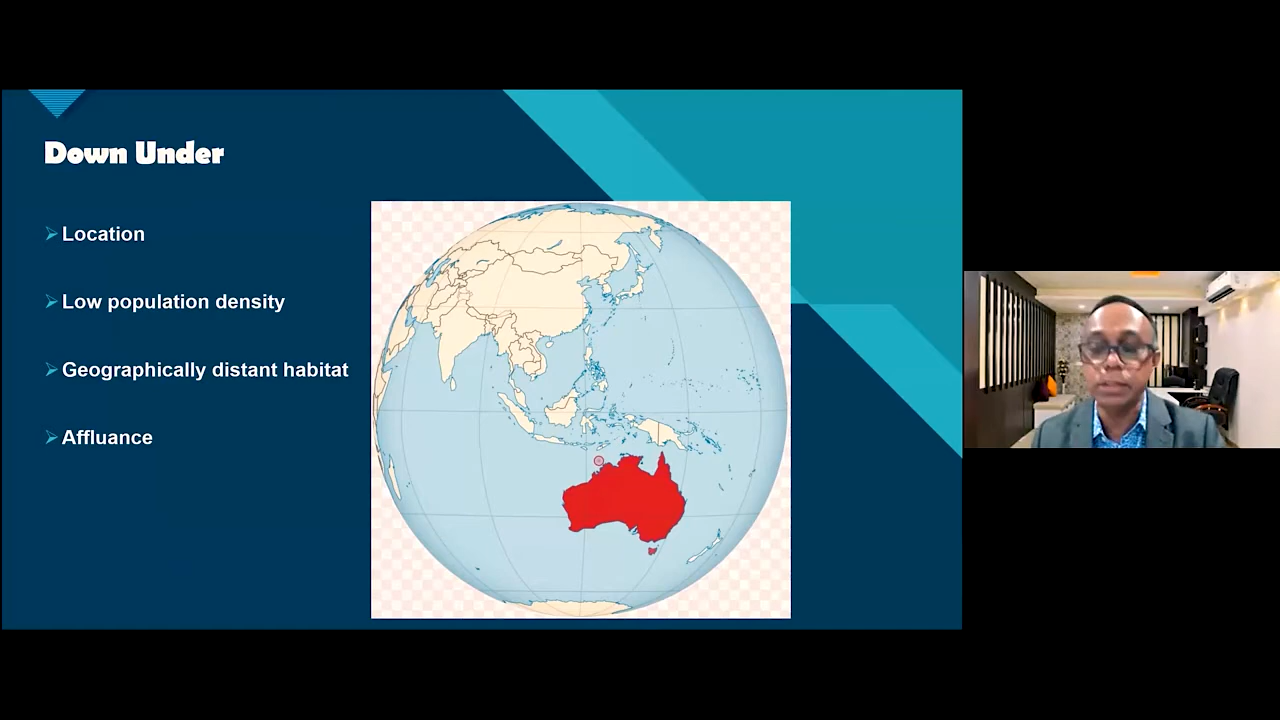 Down Under
Location
Low population density
Geographically distant habitat
Affluance